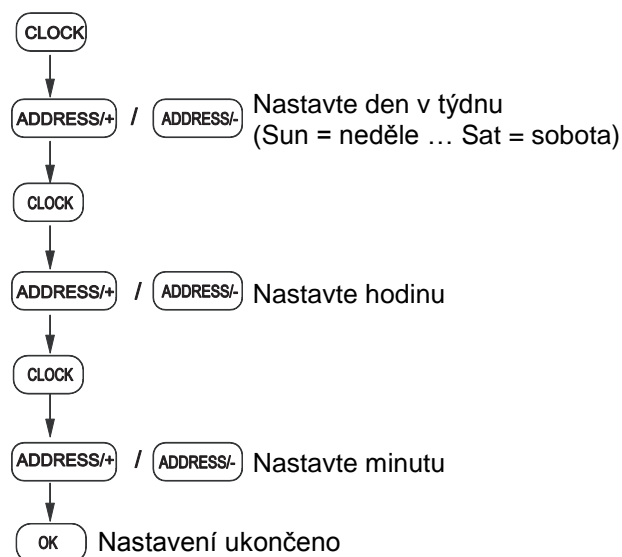 CLOCK
ADDRESS/+ / ADDRESS/- Nastavte den v týdnu
(Sun = neděle … Sat = sobota)
CLOCK
ADDRESS/+ / ADDRESS/- Nastavte hodinu
CLOCK
ADDRESS/+ / ADDRESS/- Nastavte minutu
OK Nastavení ukončeno